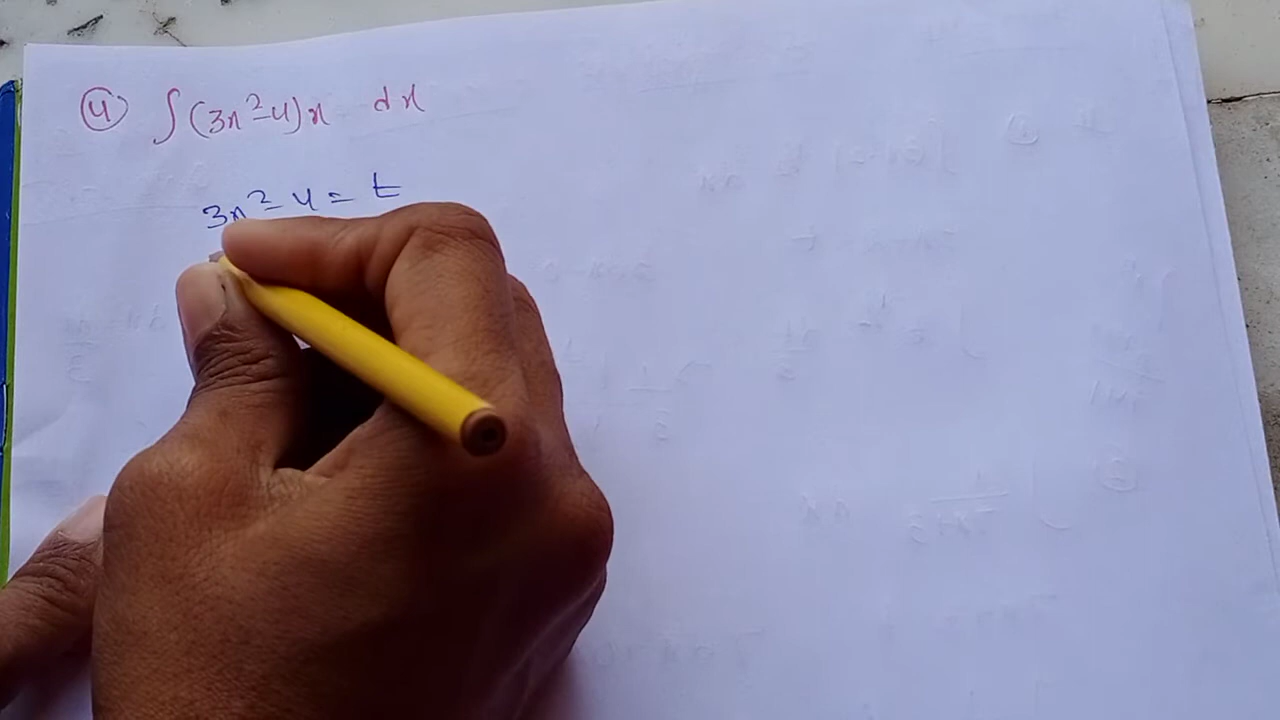 ④ ∫(3x²-4)x dx
3x²-4 = t